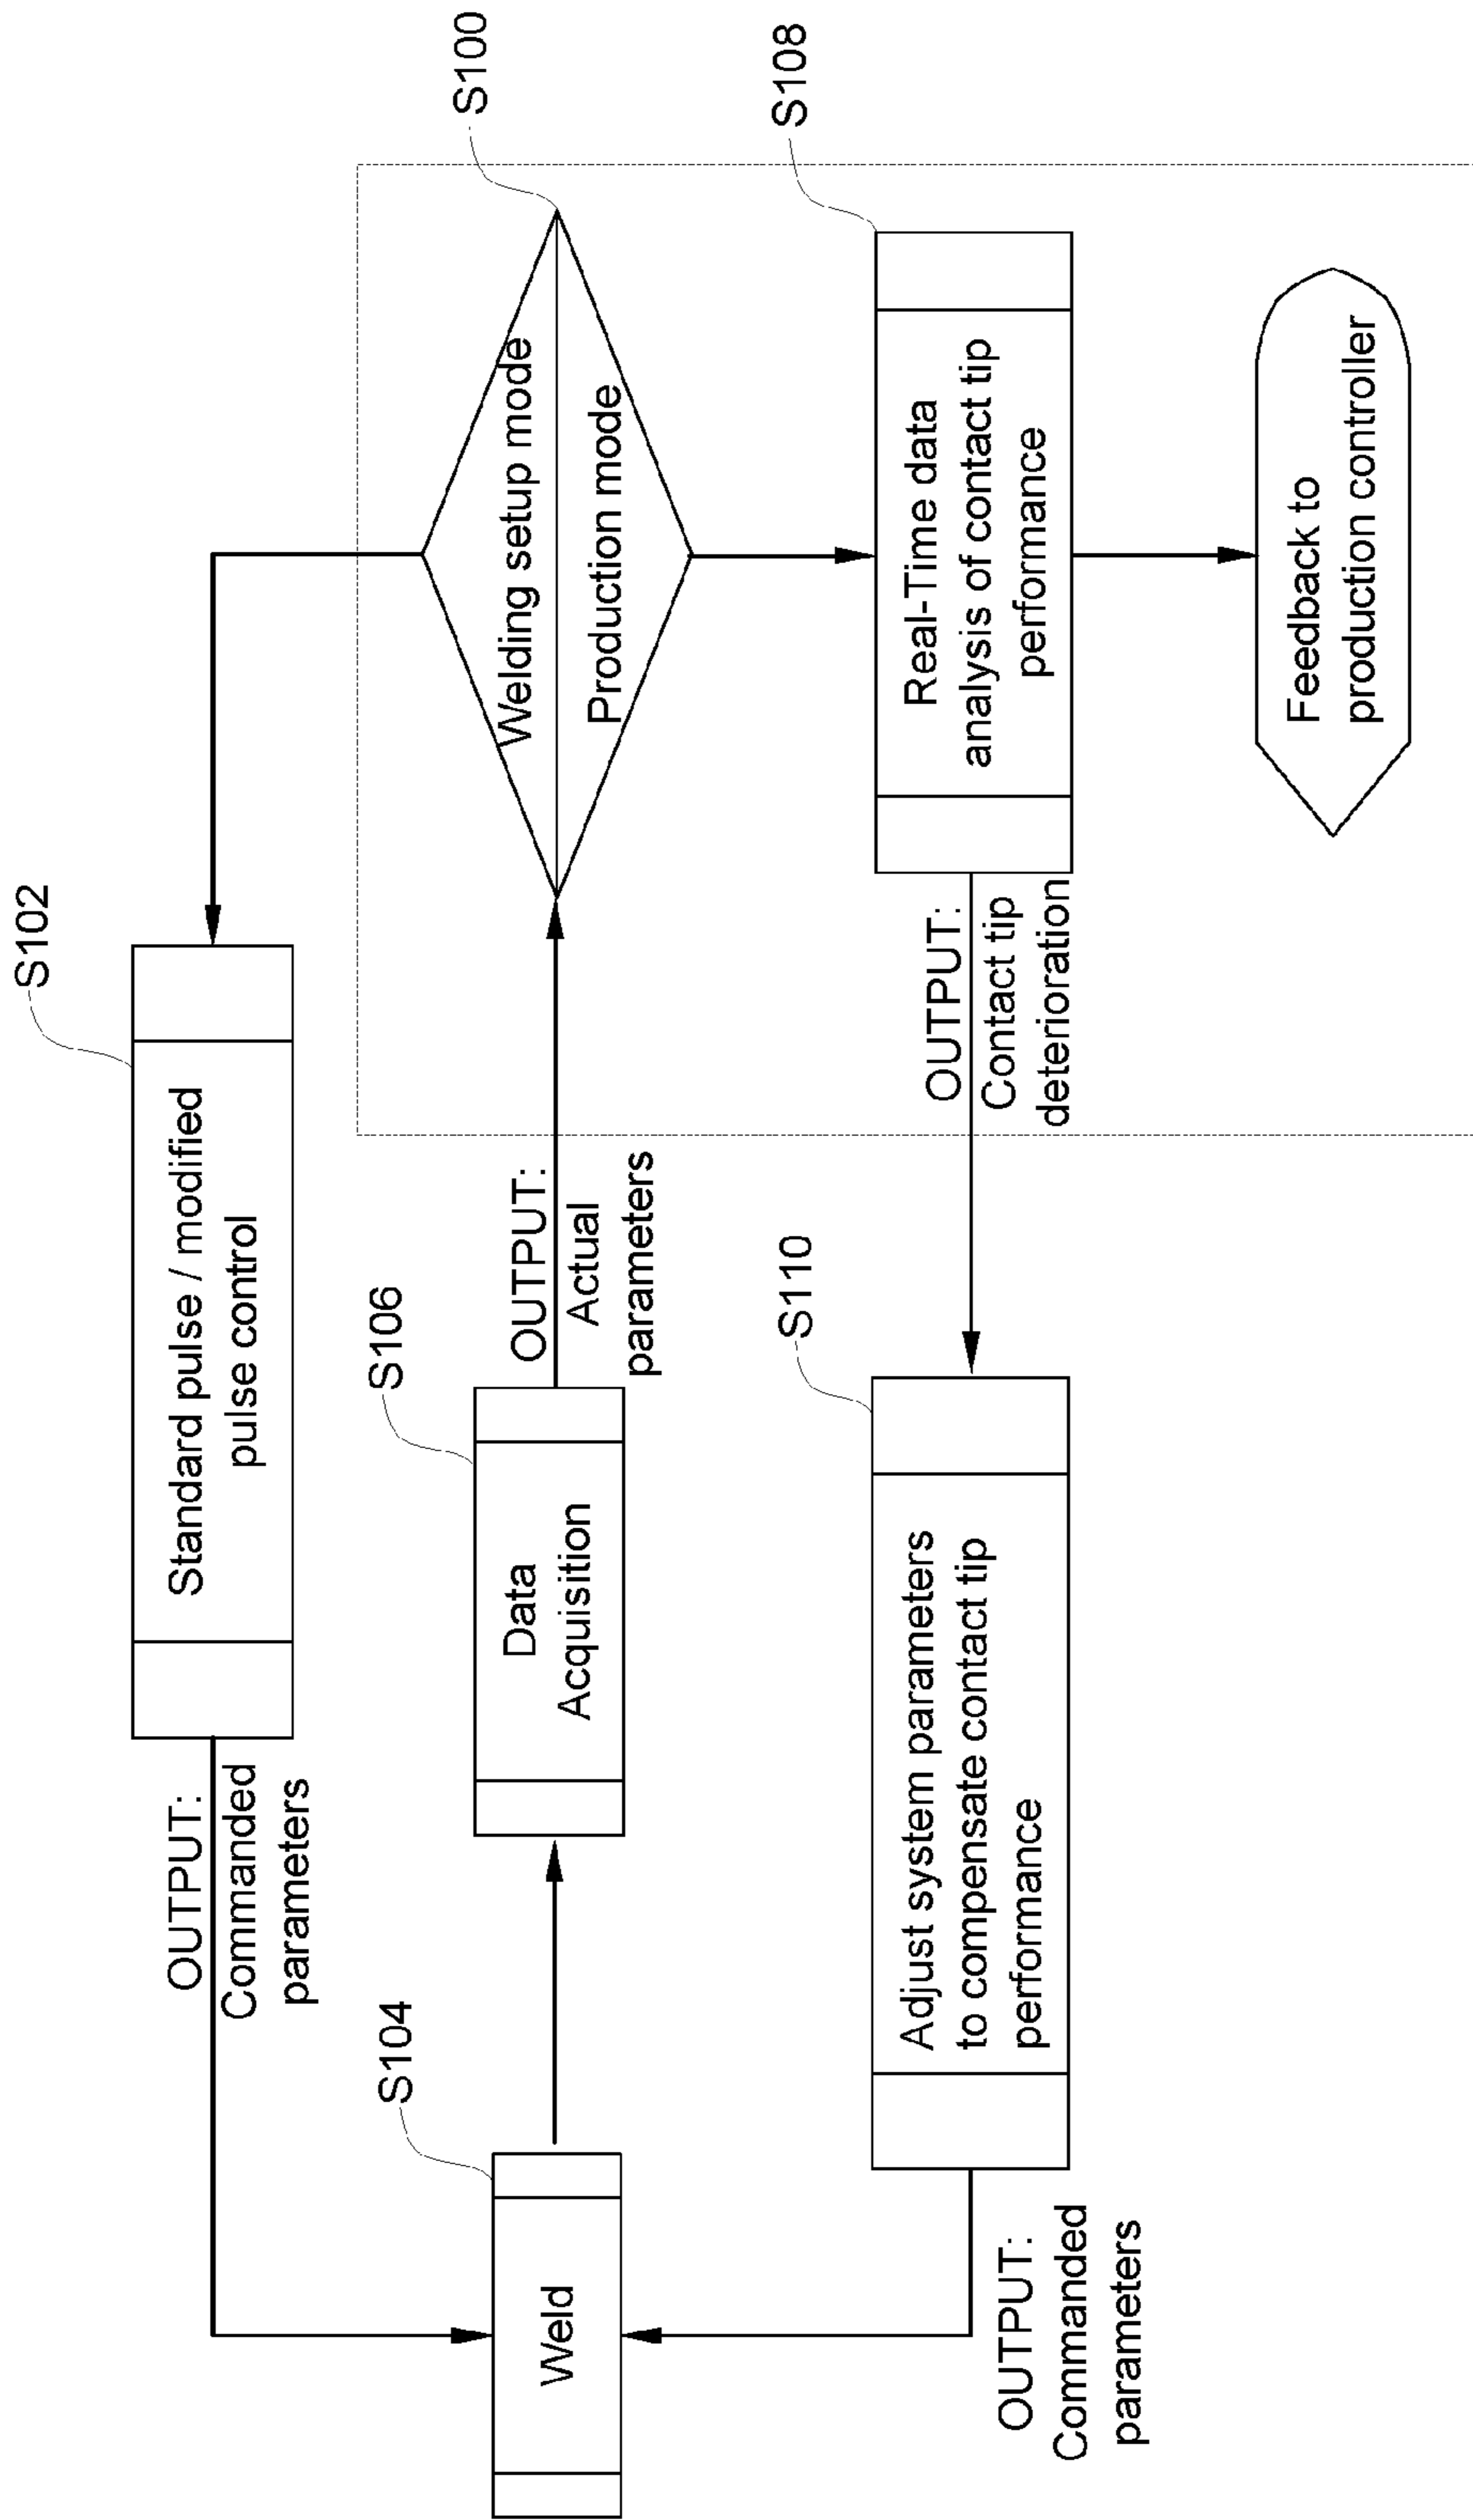 S102
Standard pulse / modified
pulse control
OUTPUT:
Commanded
parameters
S100
Welding setup mode
Production mode
S104
Weld
S106
Data
Acquisition
OUTPUT:
Actual
parameters
S108
Real-Time data
analysis of contact tip
performance
OUTPUT:
Contact tip
deterioration
S110
Adjust system parameters
to compensate contact tip
performance
OUTPUT:
Commanded
parameters
Feedback to
production controller